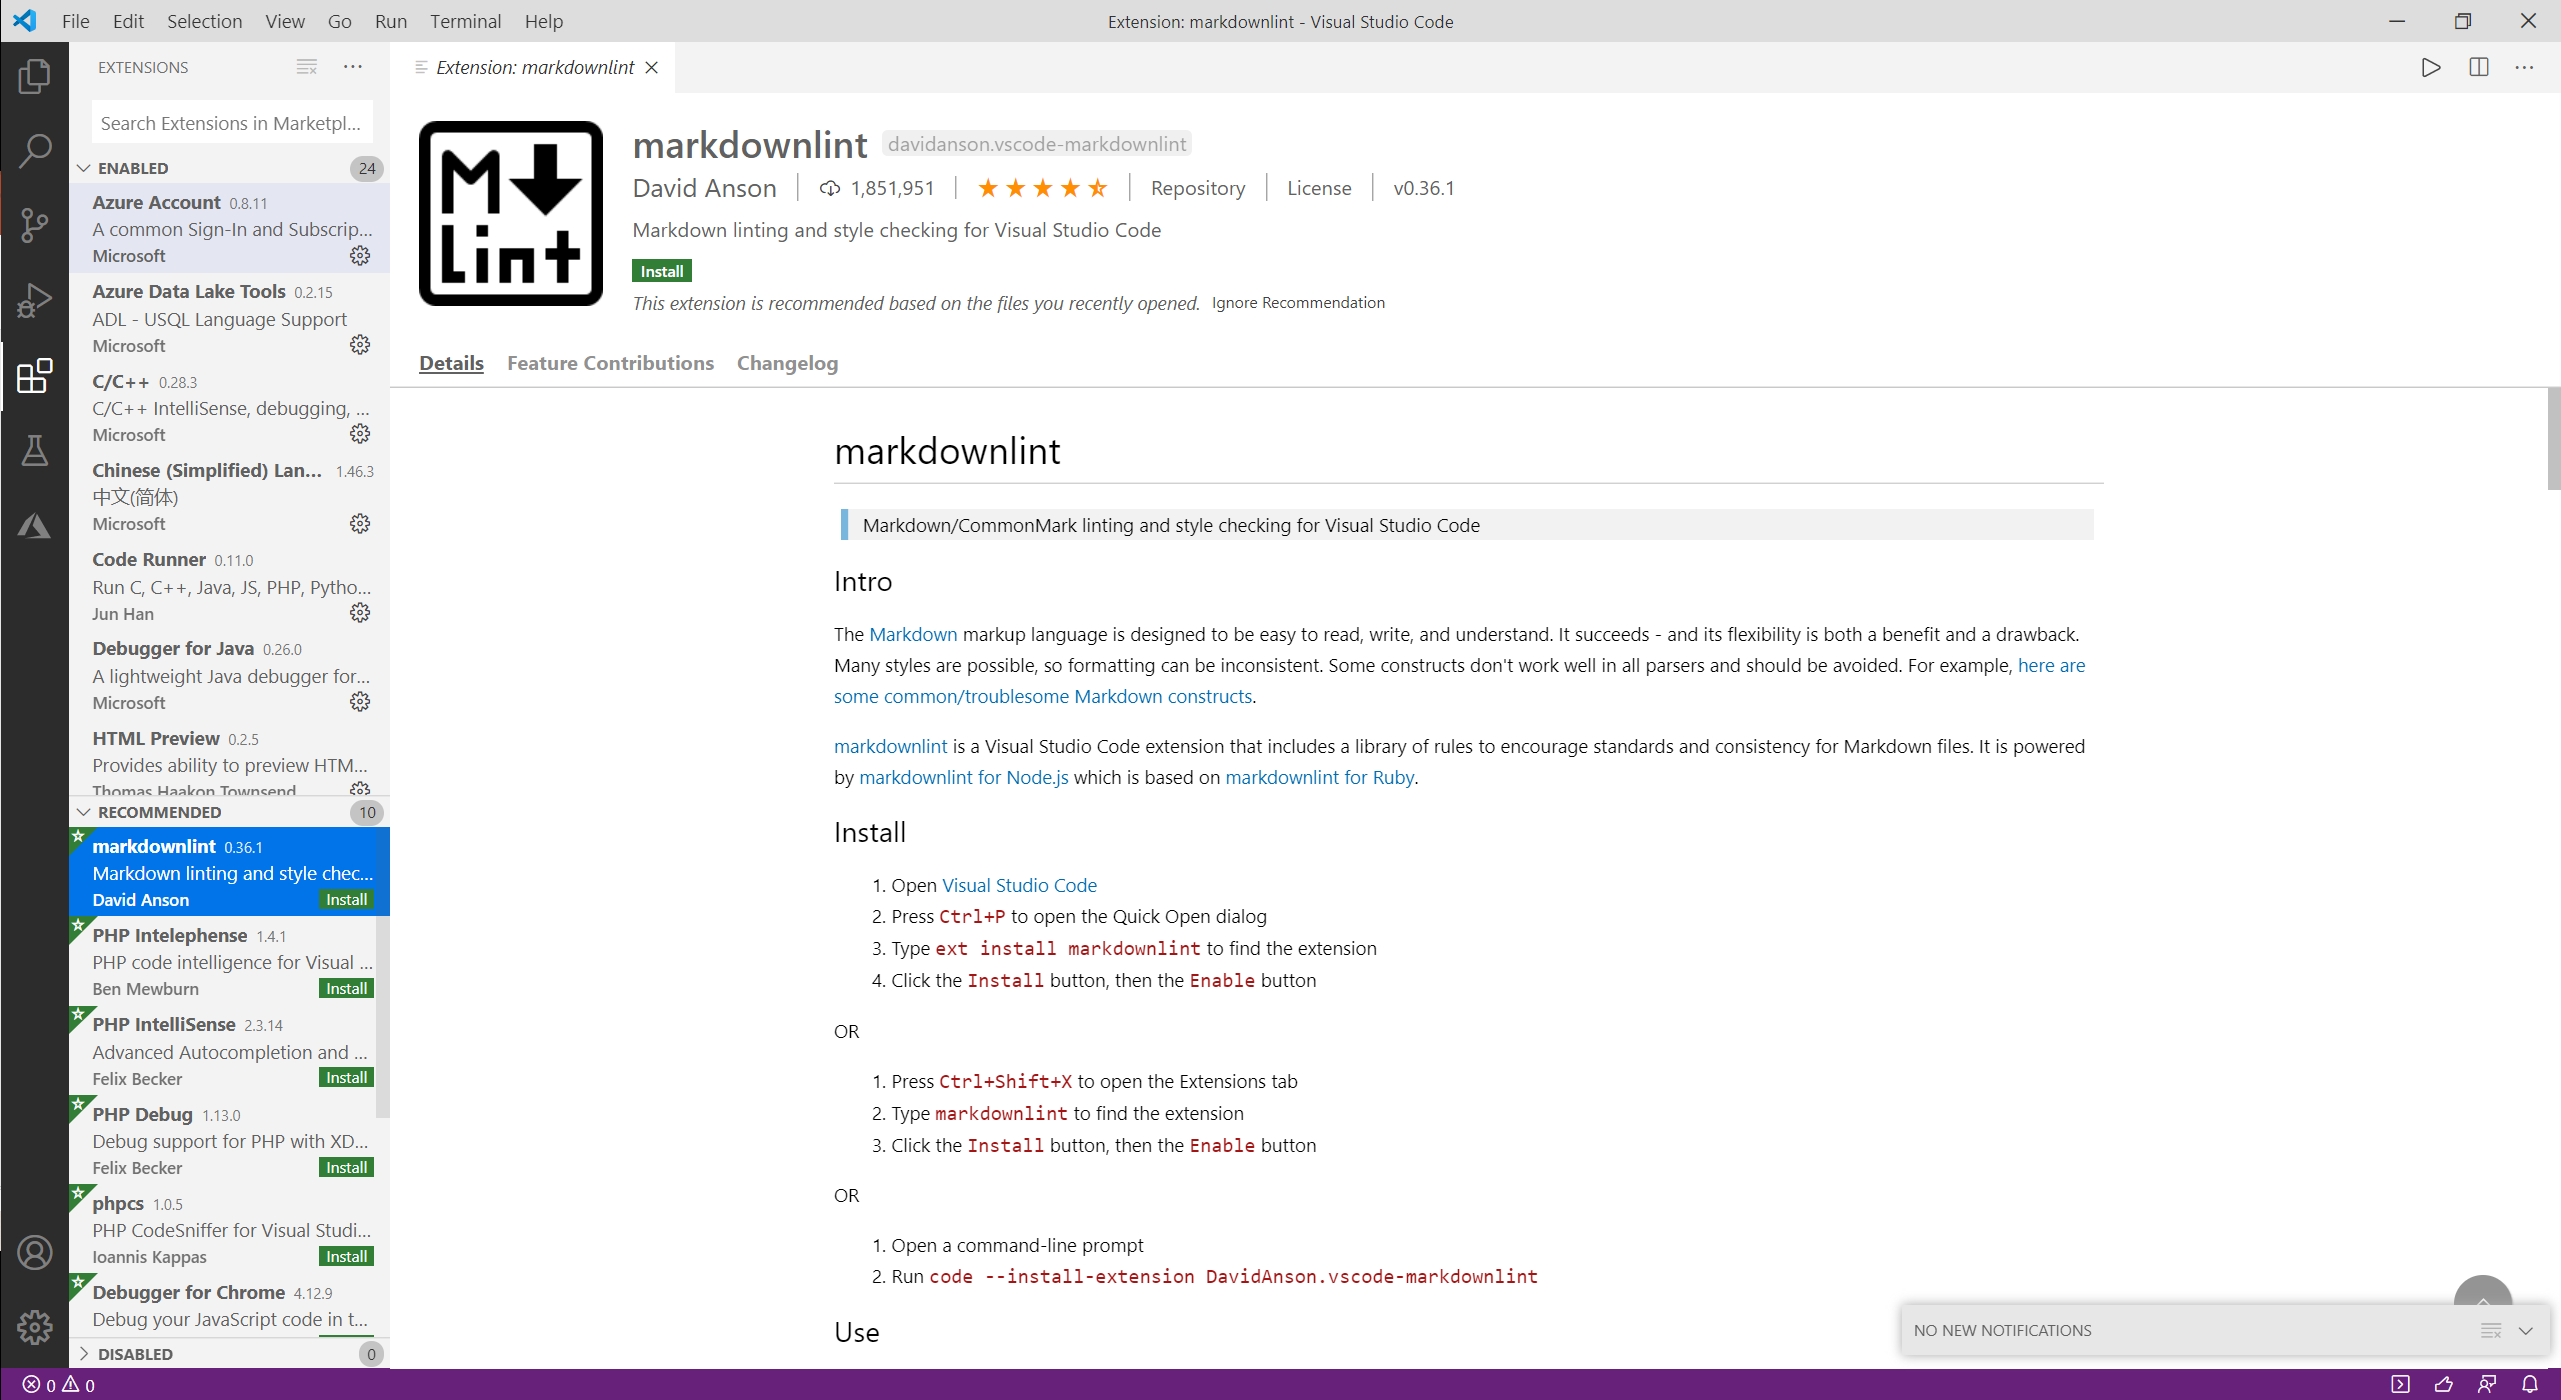 File Edit Selection View Go Run Terminal Help
Extension: markdownlint - Visual Studio Code
EXTENSIONS
Search Extensions in Marketpl...
ENABLED 24
Azure Account 0.8.11
A common Sign-In and Subscrip...
Microsoft
Azure Data Lake Tools 0.2.15
ADL - USQL Language Support
Microsoft
C/C++ 0.28.3
C/C++ IntelliSense, debugging, ...
Microsoft
Chinese (Simplified) Lan... 1.46.3
中文(简体)
Microsoft
Code Runner 0.11.0
Run C, C++, Java, JS, PHP, Pytho...
Jun Han
Debugger for Java 0.26.0
A lightweight Java debugger for...
Microsoft
HTML Preview 0.2.5
Provides ability to preview HTM...
Thomas Haakon Townsend
RECOMMENDED 10
markdownlint 0.36.1
Markdown linting and style chec...
David Anson Install
PHP Intelephense 1.4.1
PHP code intelligence for Visual ...
Ben Mewburn Install
PHP IntelliSense 2.3.14
Advanced Autocompletion and ...
Felix Becker Install
PHP Debug 1.13.0
Debug support for PHP with XD...
Felix Becker Install
phpcs 1.0.5
PHP CodeSniffer for Visual Studi...
Ioannis Kappas Install
Debugger for Chrome 4.12.9
Debug your JavaScript code in t...
DISABLED 0
Extension: markdownlint
M Lint
markdownlint davidanson.vscode-markdownlint
David Anson 1,851,951 Repository License v0.36.1
Markdown linting and style checking for Visual Studio Code
Install
This extension is recommended based on the files you recently opened. Ignore Recommendation
Details Feature Contributions Changelog
markdownlint
Markdown/CommonMark linting and style checking for Visual Studio Code
Intro
The Markdown markup language is designed to be easy to read, write, and understand. It succeeds - and its flexibility is both a benefit and a drawback.
Many styles are possible, so formatting can be inconsistent. Some constructs don't work well in all parsers and should be avoided. For example, here are
some common/troublesome Markdown constructs.
markdownlint is a Visual Studio Code extension that includes a library of rules to encourage standards and consistency for Markdown files. It is powered
by markdownlint for Node.js which is based on markdownlint for Ruby.
Install
1. Open Visual Studio Code
2. Press Ctrl+P to open the Quick Open dialog
3. Type ext install markdownlint to find the extension
4. Click the Install button, then the Enable button
OR
1. Press Ctrl+Shift+X to open the Extensions tab
2. Type markdownlint to find the extension
3. Click the Install button, then the Enable button
OR
1. Open a command-line prompt
2. Run code --install-extension DavidAnson.vscode-markdownlint
Use
NO NEW NOTIFICATIONS
0 0